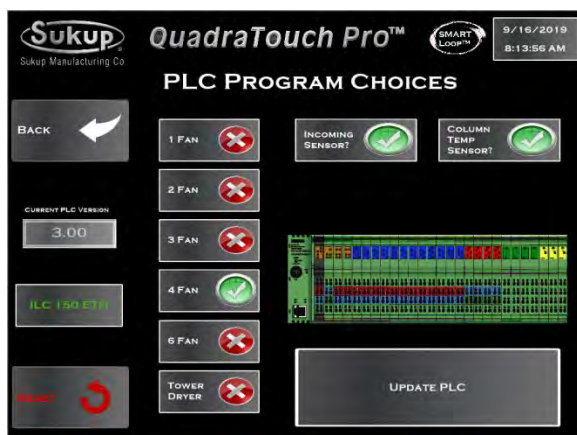 Sukup
Sukup Manufacturing Co
QuadraTouch Pro™
SMART
LOOP™
9/16/2019
8:13:56 AM
PLC PROGRAM CHOICES
BACK
1 FAN
INCOMING
SENSOR?
COLUMN
TEMP
SENSOR?
2 FAN
CURRENT PLC VERSION
3.00
3 FAN
4 FAN
ILC 150 ETH
6 FAN
RESET
TOWER
DRYER
UPDATE PLC